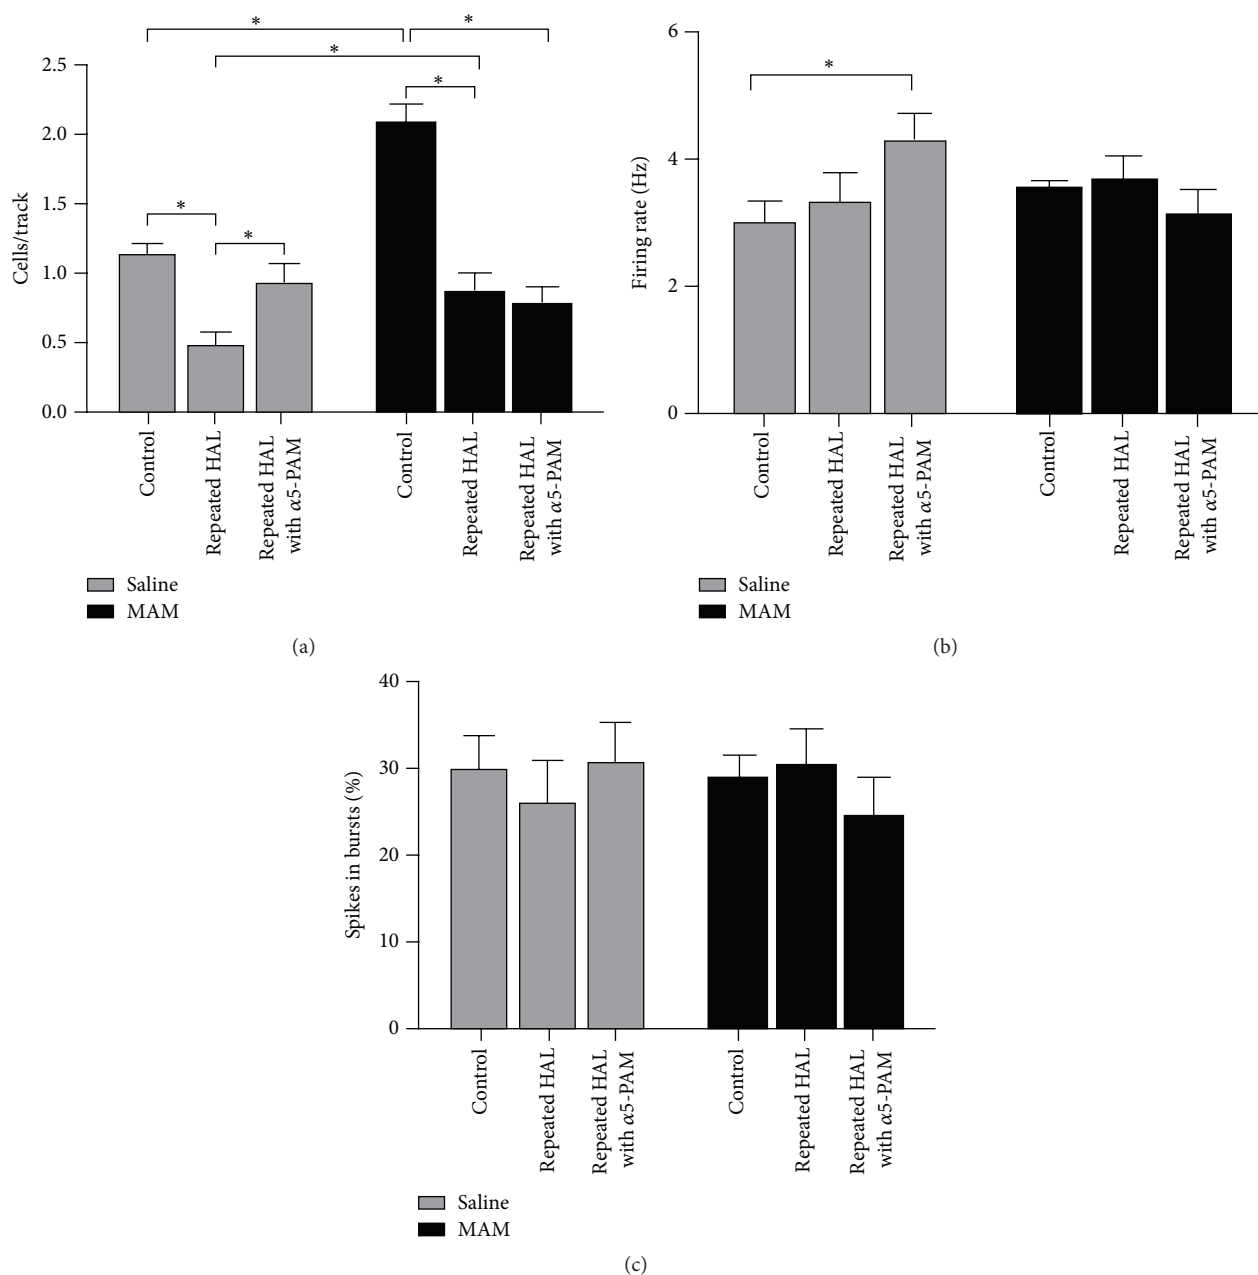 *
*
*
*
*
*
2.5
2.0
1.5
1.0
0.5
0.0
Cells/track
Control
Repeated HAL
Repeated HAL
with α5-PAM
Control
Repeated HAL
Repeated HAL
with α5-PAM
Saline
MAM
(a)
*
6
4
2
0
Firing rate (Hz)
Control
Repeated HAL
Repeated HAL
with α5-PAM
Control
Repeated HAL
Repeated HAL
with α5-PAM
Saline
MAM
(b)
40
30
20
10
0
Spikes in bursts (%)
Control
Repeated HAL
Repeated HAL
with α5-PAM
Control
Repeated HAL
Repeated HAL
with α5-PAM
Saline
MAM
(c)